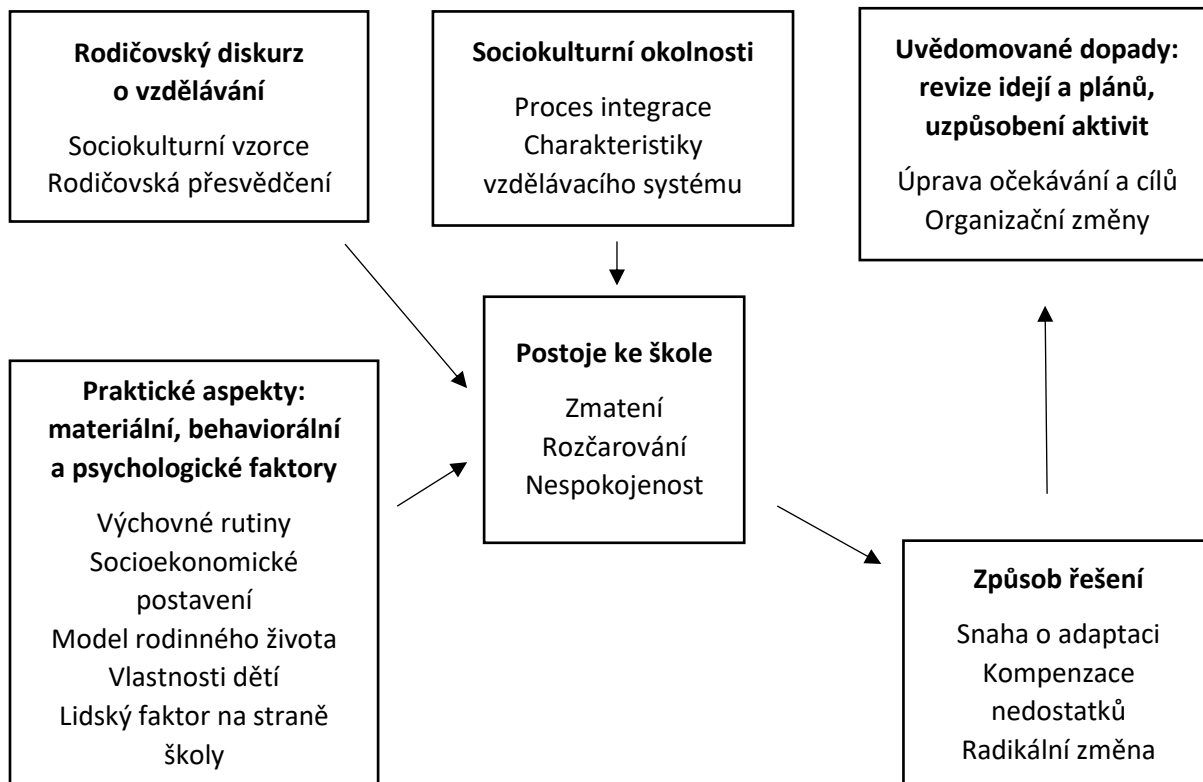 Rodičovský diskurz
o vzdělávání
Sociokulturní vzorce
Rodičovská přesvědčení
Sociokulturní okolnosti
Proces integrace
Charakteristiky
vzdělávacího systému
Uvědomované dopady:
revize idejí a plánů,
uzpůsobení aktivit
Úprava očekávání a cílů
Organizační změny
Postoje ke škole
Zmatení
Rozčarování
Nespokojenost
Praktické aspekty:
materiální, behaviorální
a psychologické faktory
Výchovné rutiny
Socioekonomické
postavení
Model rodinného života
Vlastnosti dětí
Lidský faktor na straně
školy
Způsob řešení
Snaha o adaptaci
Kompenzace
nedostatků
Radikální změna